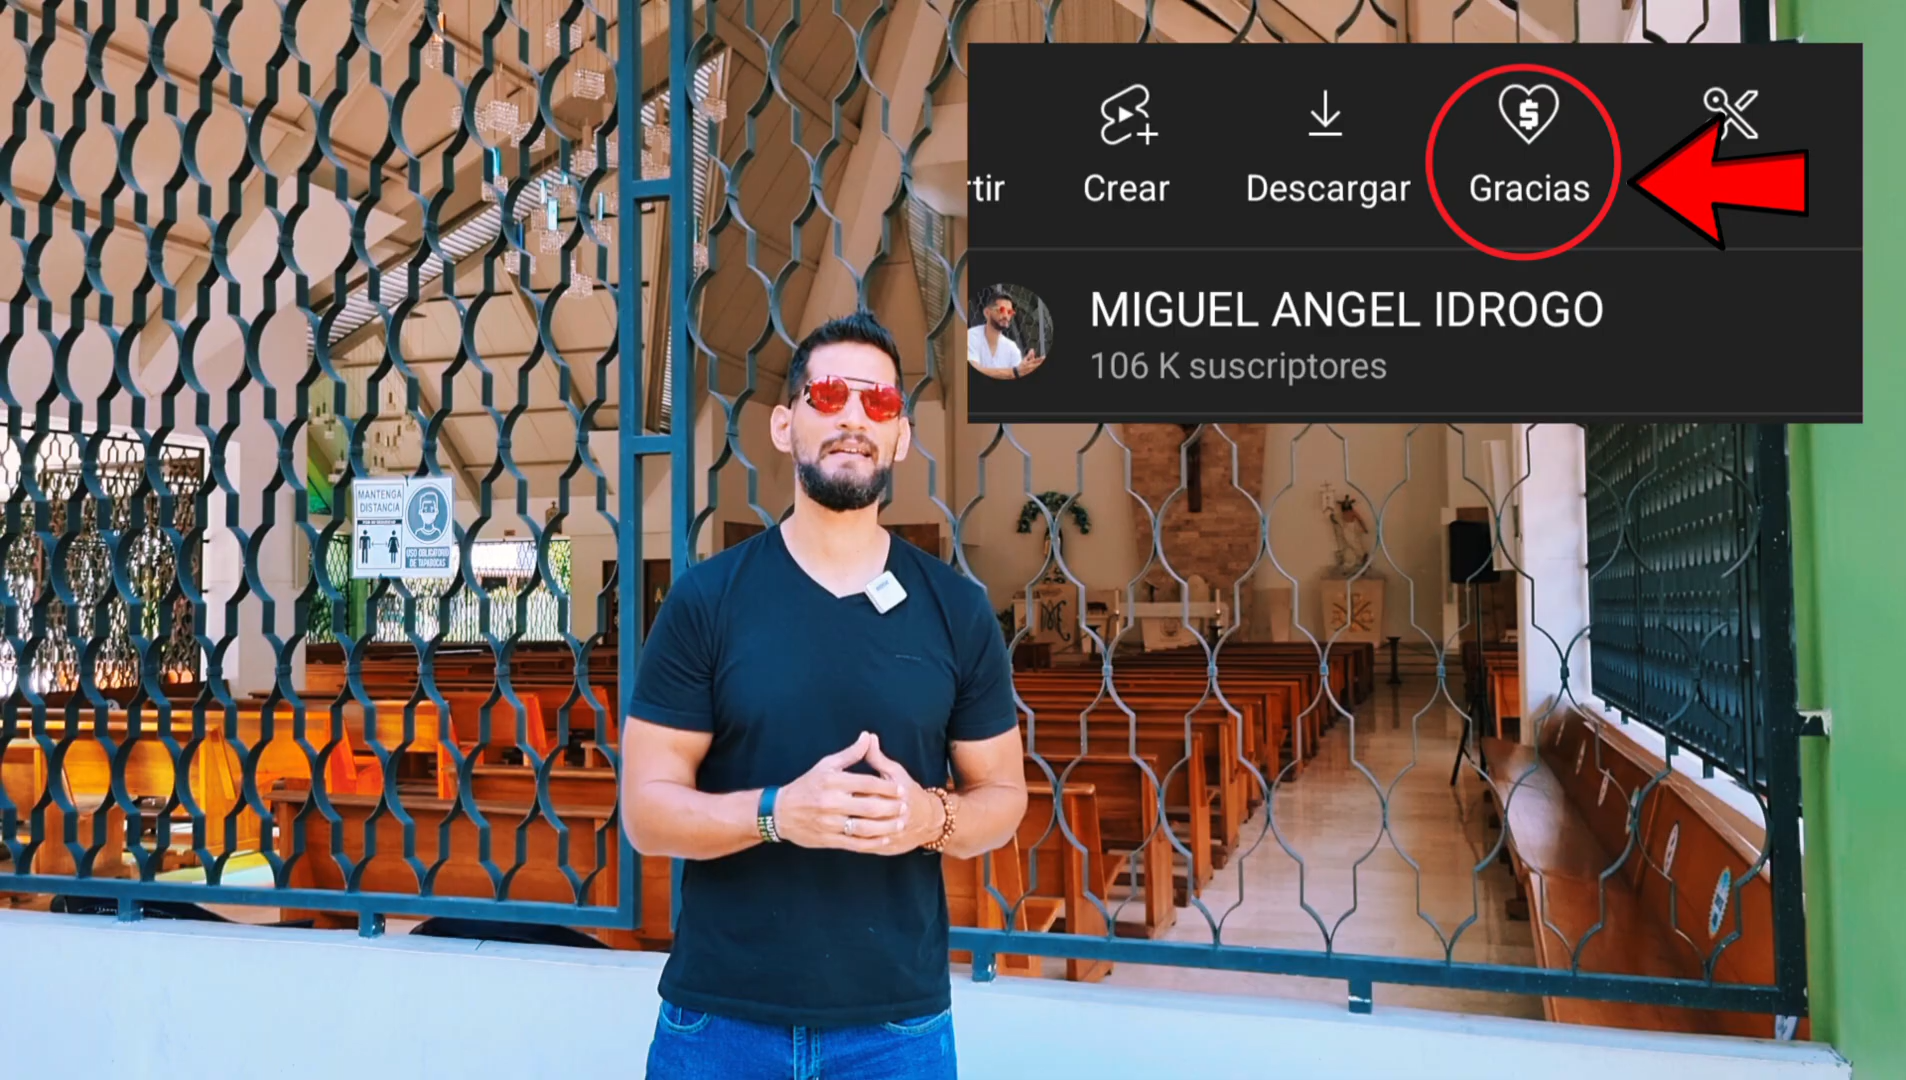 rtir
Crear
Descargar
Gracias
MIGUEL ANGEL IDROGO
106 K suscriptores
MANTENGA
DISTANCIA
USO OBLIGATORIO
DE TAPABOCAS